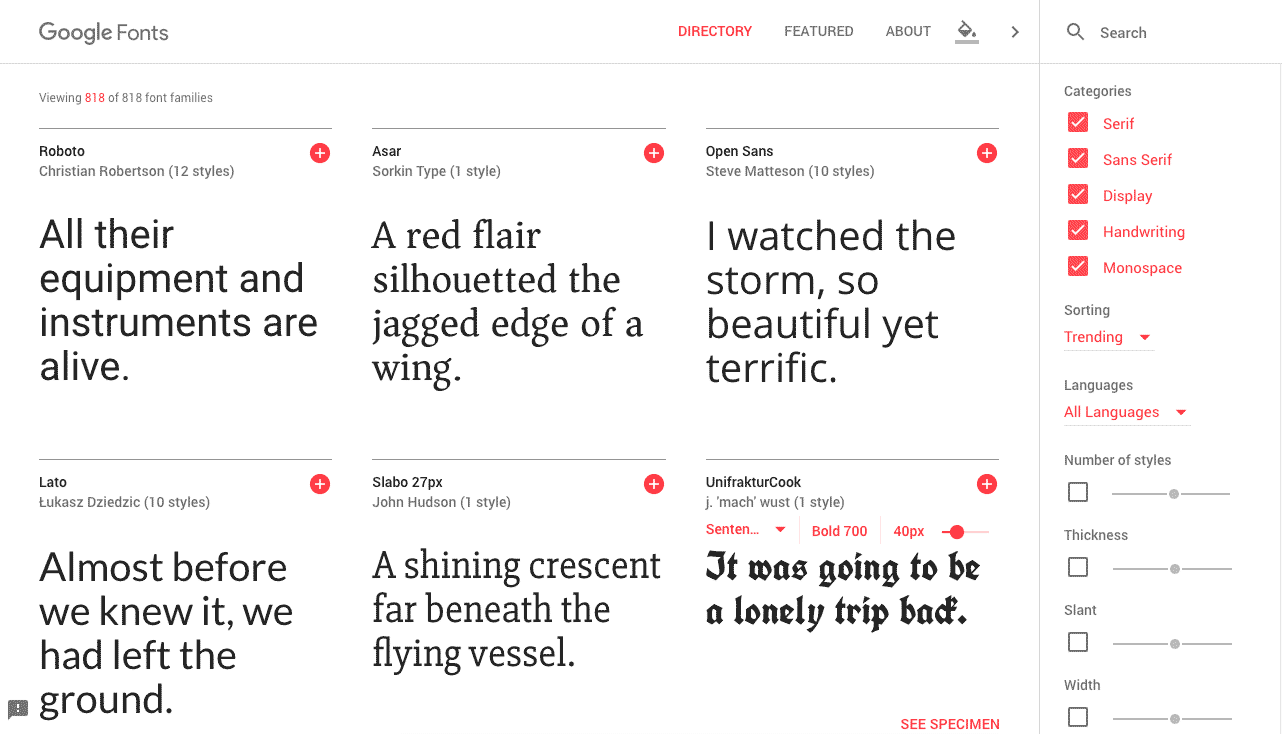 Google Fonts
DIRECTORY
FEATURED
ABOUT
Search
Viewing 818 of 818 font families
Roboto
Christian Robertson (12 styles)
All their
equipment and
instruments are
alive.
Asar
Sorkin Type (1 style)
A red flair
silhouetted the
jagged edge of a
wing.
Open Sans
Steve Matteson (10 styles)
I watched the
storm, so
beautiful yet
terrific.
Lato
Łukasz Dziedzic (10 styles)
Almost before
we knew it, we
had left the
ground.
Slabo 27px
John Hudson (1 style)
A shining crescent
far beneath the
flying vessel.
UnifrakturCook
j. 'mach' wust (1 style)
Senten...
Bold 700
40px
It was going to be
a lonely trip back.
SEE SPECIMEN
Categories
Serif
Sans Serif
Display
Handwriting
Monospace
Sorting
Trending
Languages
All Languages
Number of styles
Thickness
Slant
Width